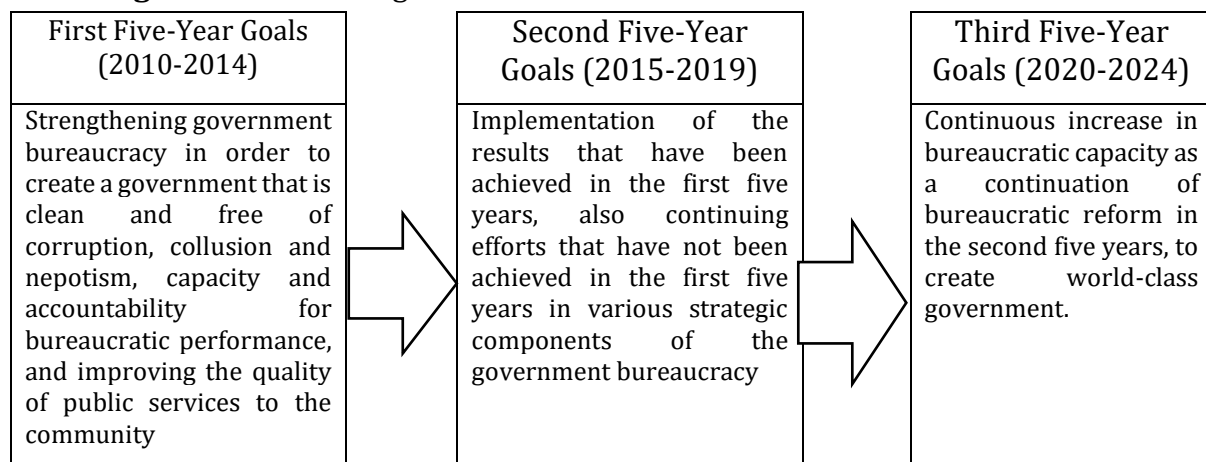 First Five-Year Goals
(2010-2014)
Strengthening government
bureaucracy in order to
create a government that is
clean and free of
corruption, collusion and
nepotism, capacity and
accountability for
bureaucratic performance,
and improving the quality
of public services to the
community
Second Five-Year
Goals (2015-2019)
Implementation of the
results that have been
achieved in the first five
years, also continuing
efforts that have not been
achieved in the first five
years in various strategic
components of the
government bureaucracy
Third Five-Year
Goals (2020-2024)
Continuous increase in
bureaucratic capacity as
a continuation of
bureaucratic reform in
the second five years, to
create world-class
government.